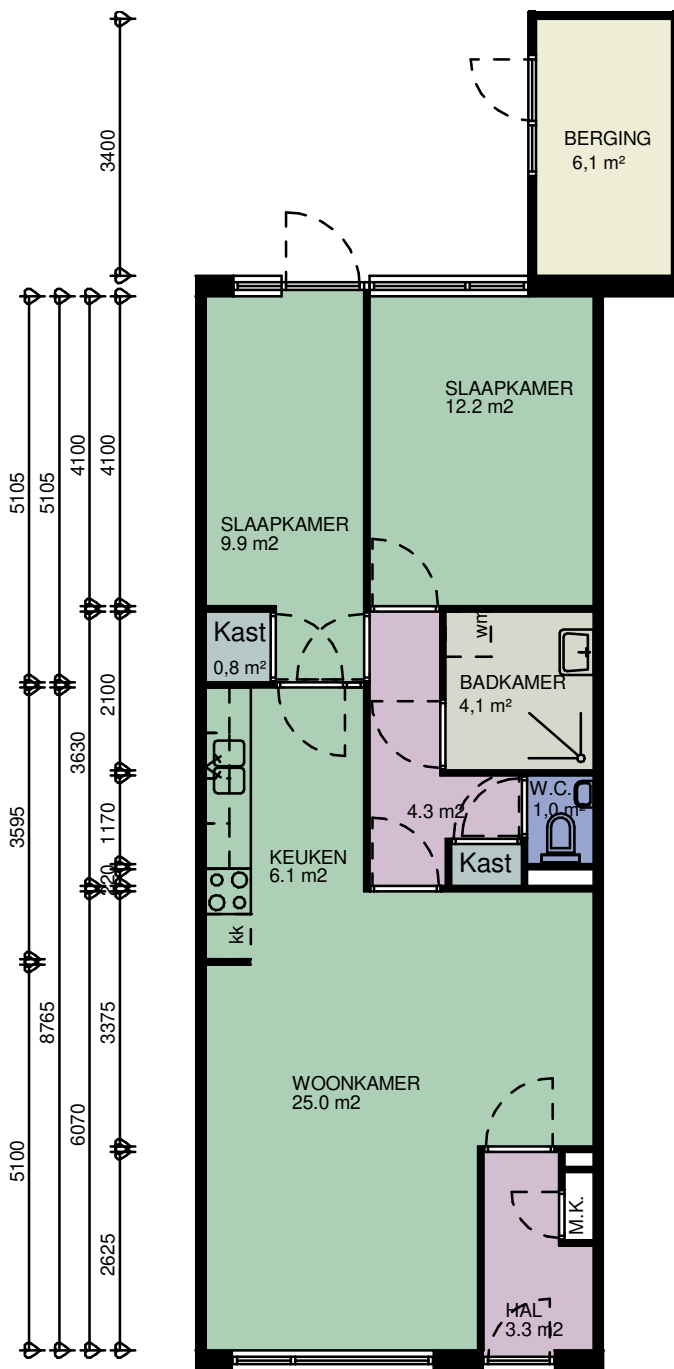 3400
BERGING
6,1 m²
5105
5105
4100
4100
SLAAPKAMER
12.2 m2
SLAAPKAMER
9.9 m2
Kast
0,8 m²
wm
BADKAMER
4,1 m²
2100
3630
3595
1170
4.3 m2
W.C.
1,0 m²
KEUKEN
6.1 m2
Kast
kk
8765
3375
6070
5100
WOONKAMER
25.0 m2
2625
M.K.
HAL
3.3 m2